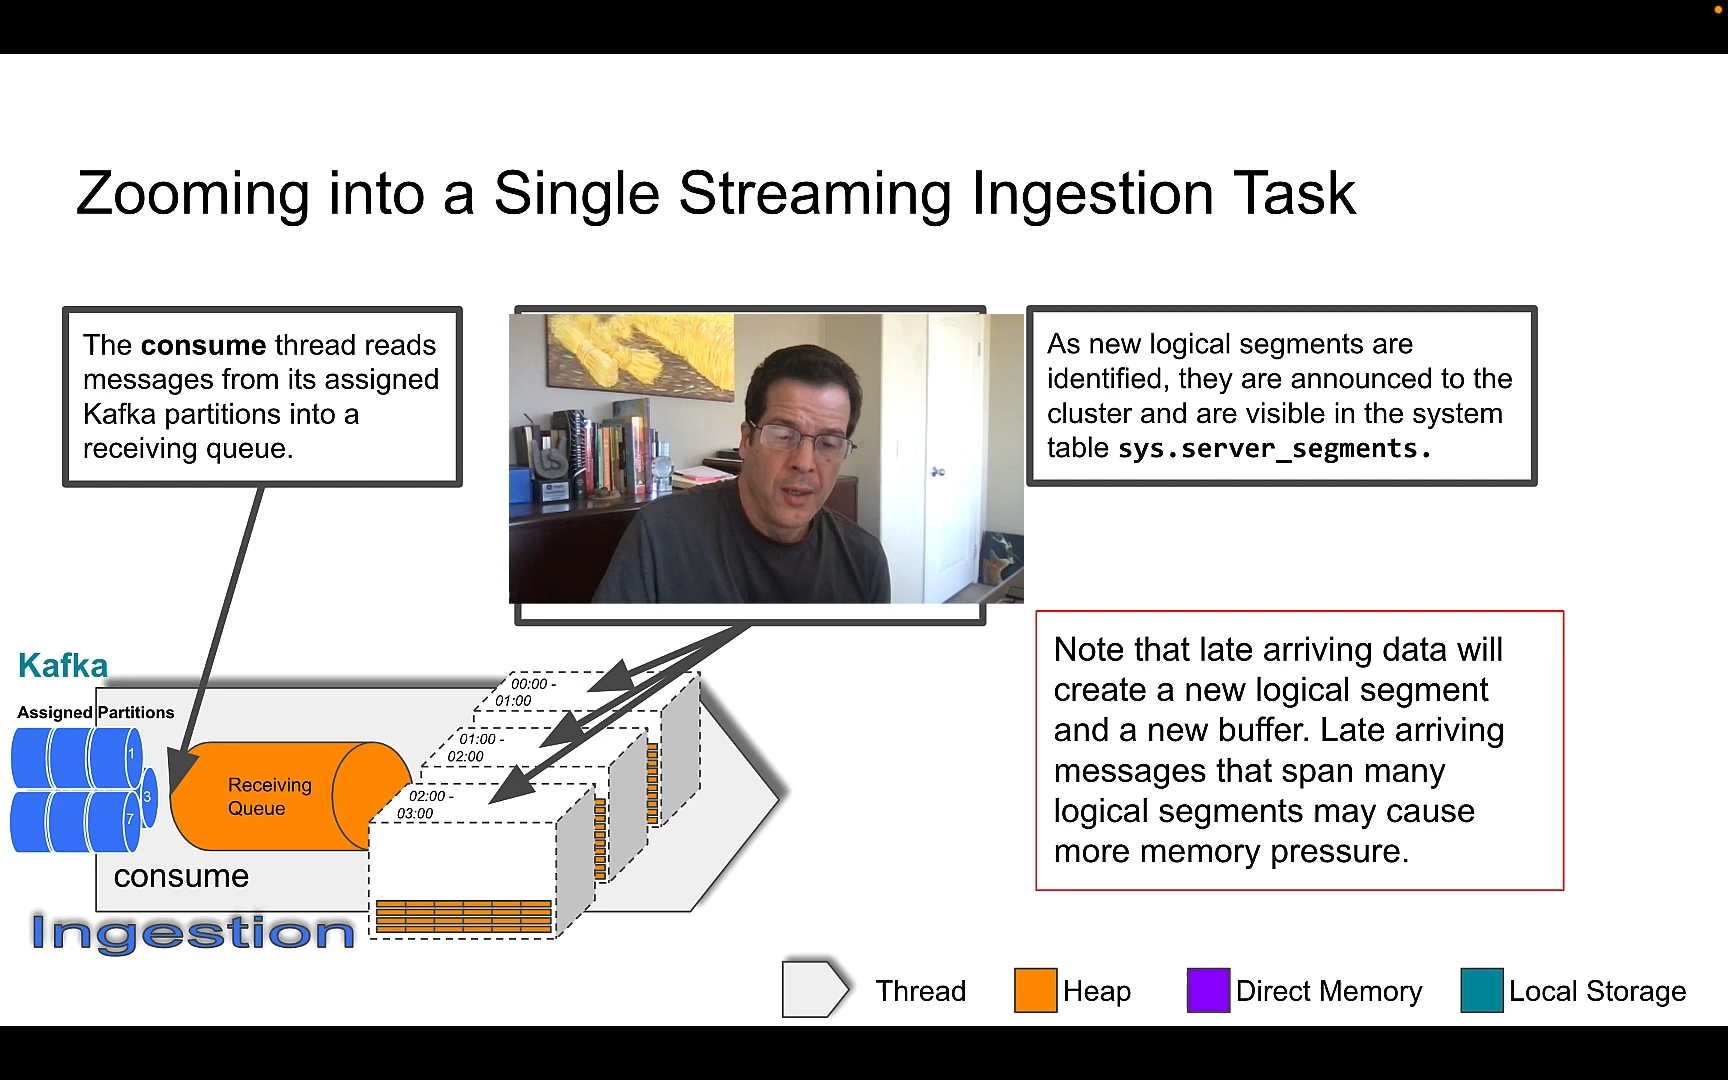 Zooming into a Single Streaming Ingestion Task
The consume thread reads
messages from its assigned
Kafka partitions into a
receiving queue.
As new logical segments are
identified, they are announced to the
cluster and are visible in the system
table sys.server_segments.
Note that late arriving data will
create a new logical segment
and a new buffer. Late arriving
messages that span many
logical segments may cause
more memory pressure.
Kafka
Assigned Partitions
1
3
7
Receiving
Queue
consume
Ingestion
00:00 -
01:00
01:00 -
02:00
02:00 -
03:00
Thread
Heap
Direct Memory
Local Storage